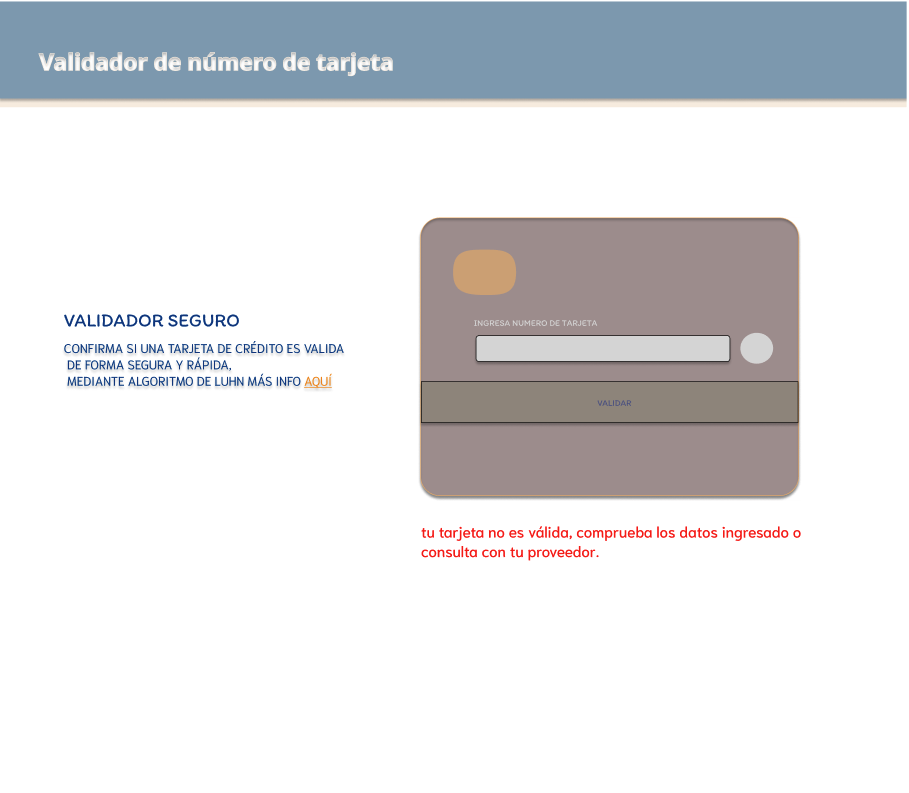 Validador de número de tarjeta
VALIDADOR SEGURO
CONFIRMA SI UNA TARJETA DE CRÉDITO ES VALIDA
DE FORMA SEGURA Y RÁPIDA,
MEDIANTE ALGORITMO DE LUHN MÁS INFO AQUÍ
INGRESA NUMERO DE TARJETA
VALIDAR
tu tarjeta no es válida, comprueba los datos ingresado o
consulta con tu proveedor.